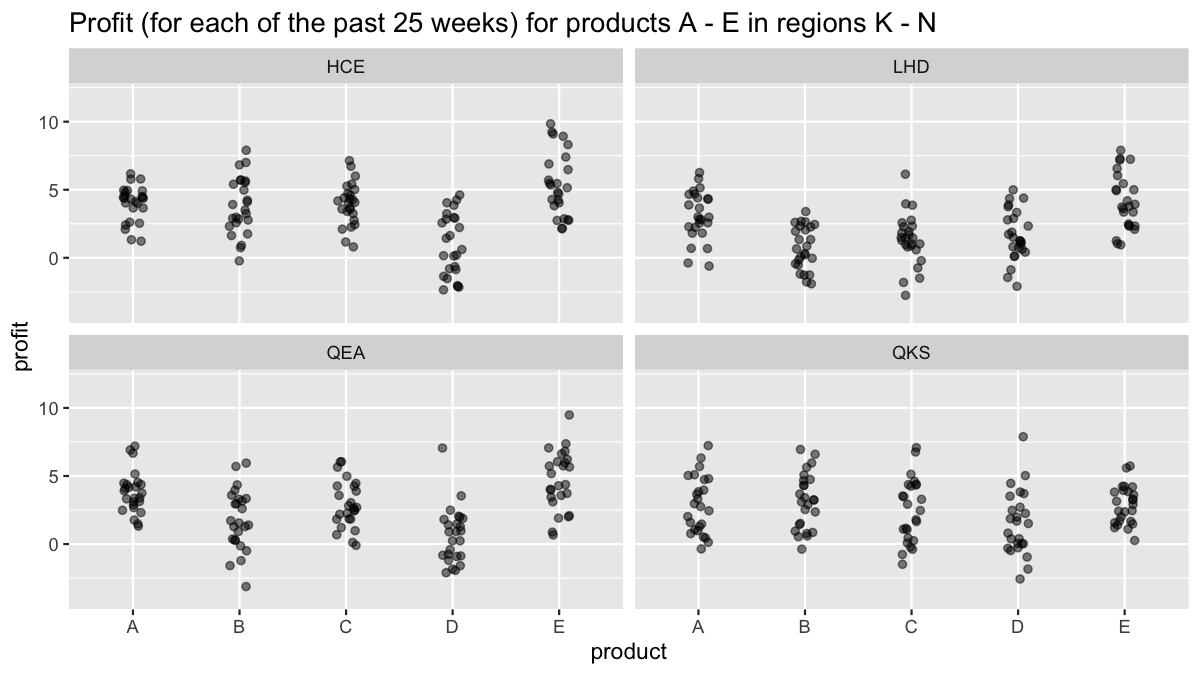 Profit (for each of the past 25 weeks) for products A - E in regions K - N
HCE
LHD
10
5
0
QEA
QKS
10
5
0
profit
A B C D E
A B C D E
product